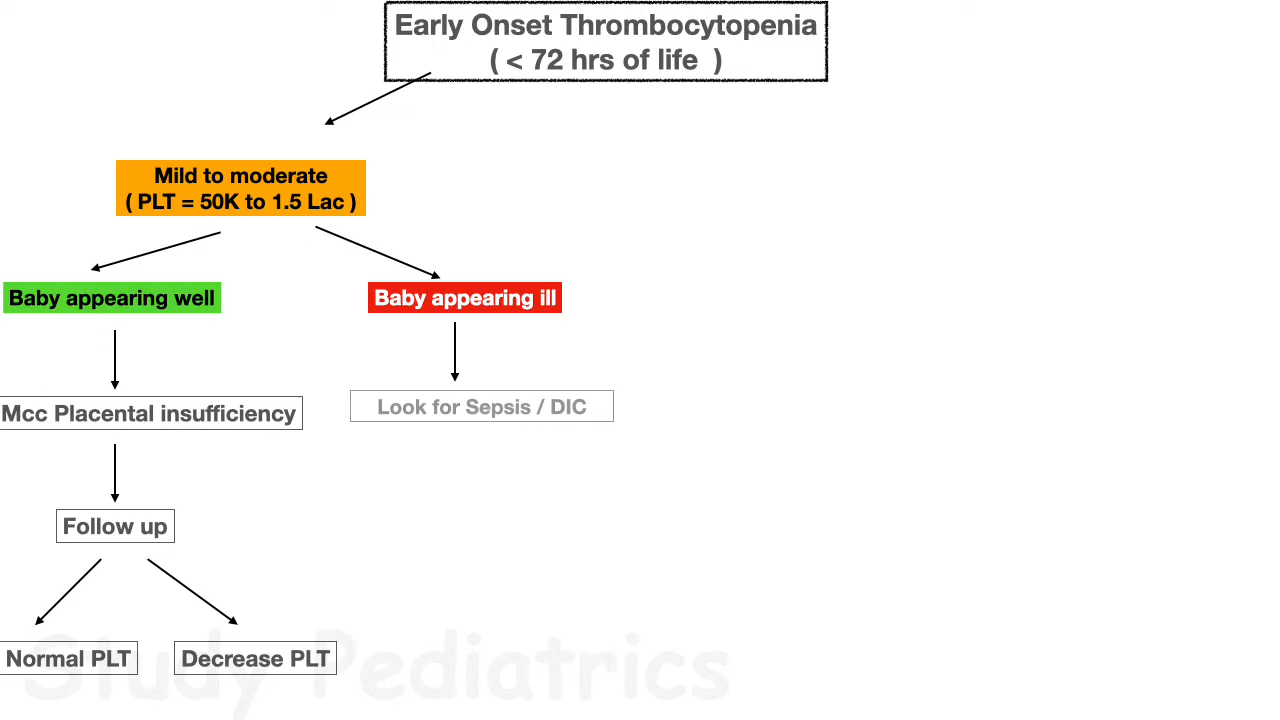 Early Onset Thrombocytopenia
( < 72 hrs of life )
Mild to moderate
( PLT = 50K to 1.5 Lac )
Baby appearing well
Baby appearing ill
Mcc Placental insufficiency
Look for Sepsis / DIC
Follow up
Normal PLT
Decrease PLT
Study Pediatrics